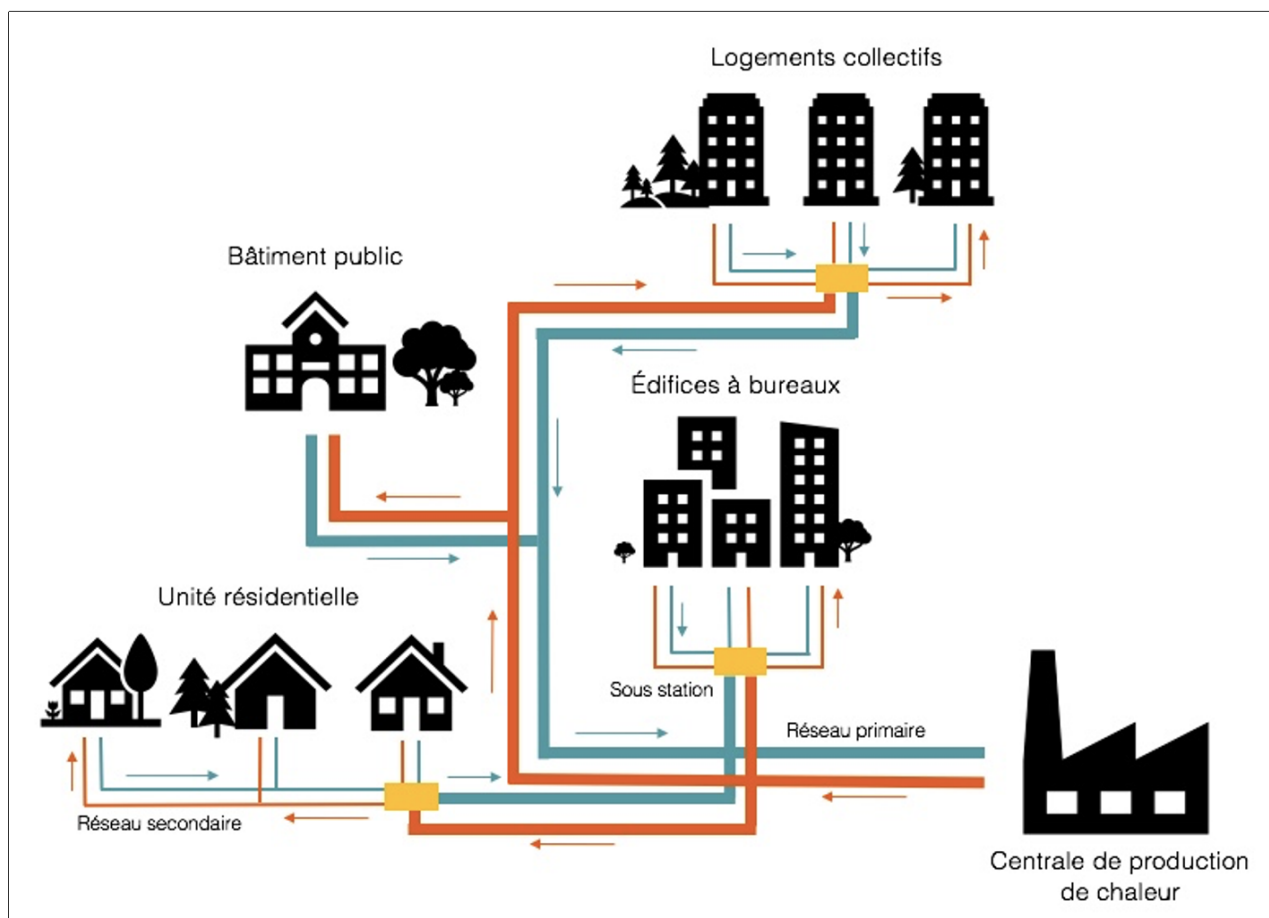 Logements collectifs
Bâtiment public
Édifices à bureaux
Unité résidentielle
Sous station
Réseau primaire
Réseau secondaire
Centrale de production
de chaleur